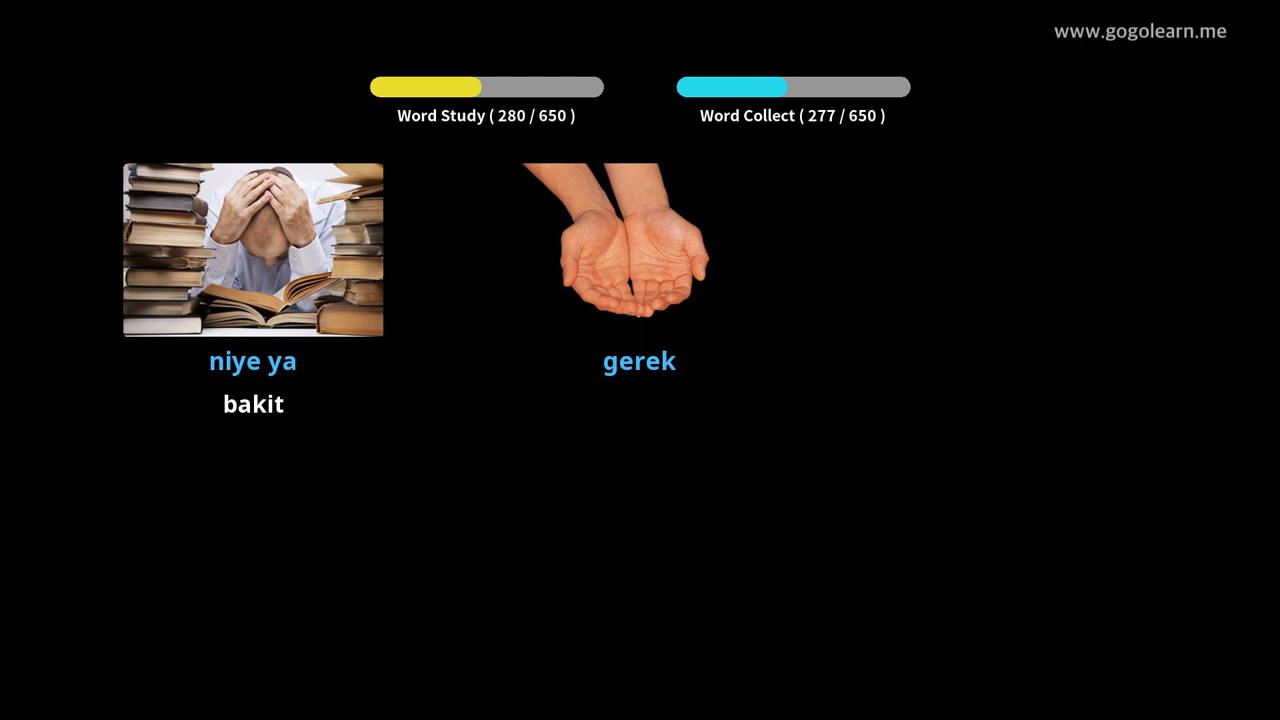 www.gogolearn.me
Word Study ( 280 / 650 )
Word Collect ( 277 / 650 )
niye ya
gerek
bakit